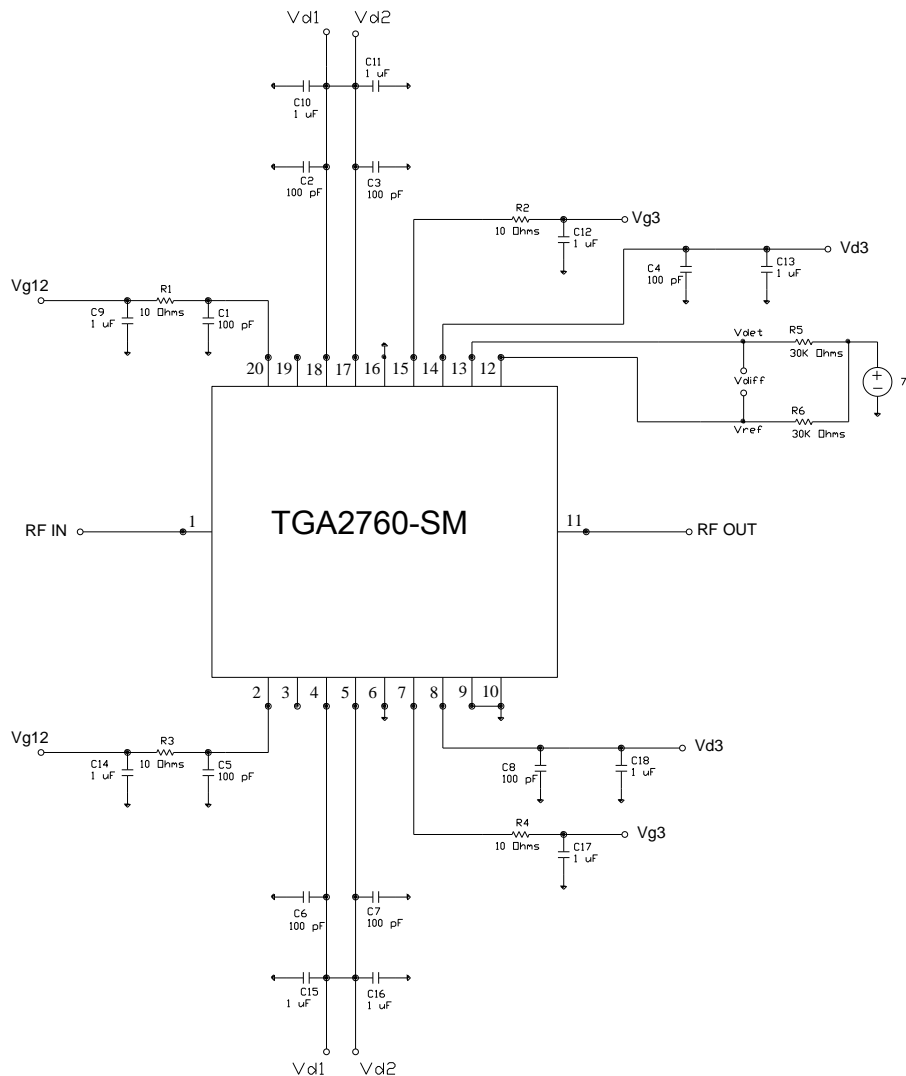 Vd1 Vd2
C11
1 uF
C10
1 uF
C2
100 pF
C3
100 pF
R2
10 Ohms
Vg3
C12
1 uF
Vd3
C4
100 pF
C13
1 uF
Vg12
R1
10 Ohms
C9
1 uF
C1
100 pF
Vdet
R5
30K Ohms
20 19 18 17 16 15 14 13 12
Vdiff
7
R6
30K Ohms
Vref
RF IN
1
TGA2760-SM
11
RF OUT
2 3 4 5 6 7 8 9 10
Vg12
R3
10 Ohms
C14
1 uF
C5
100 pF
Vd3
C8
100 pF
C18
1 uF
R4
10 Ohms
Vg3
C17
1 uF
C6
100 pF
C7
100 pF
C15
1 uF
C16
1 uF
Vd1 Vd2